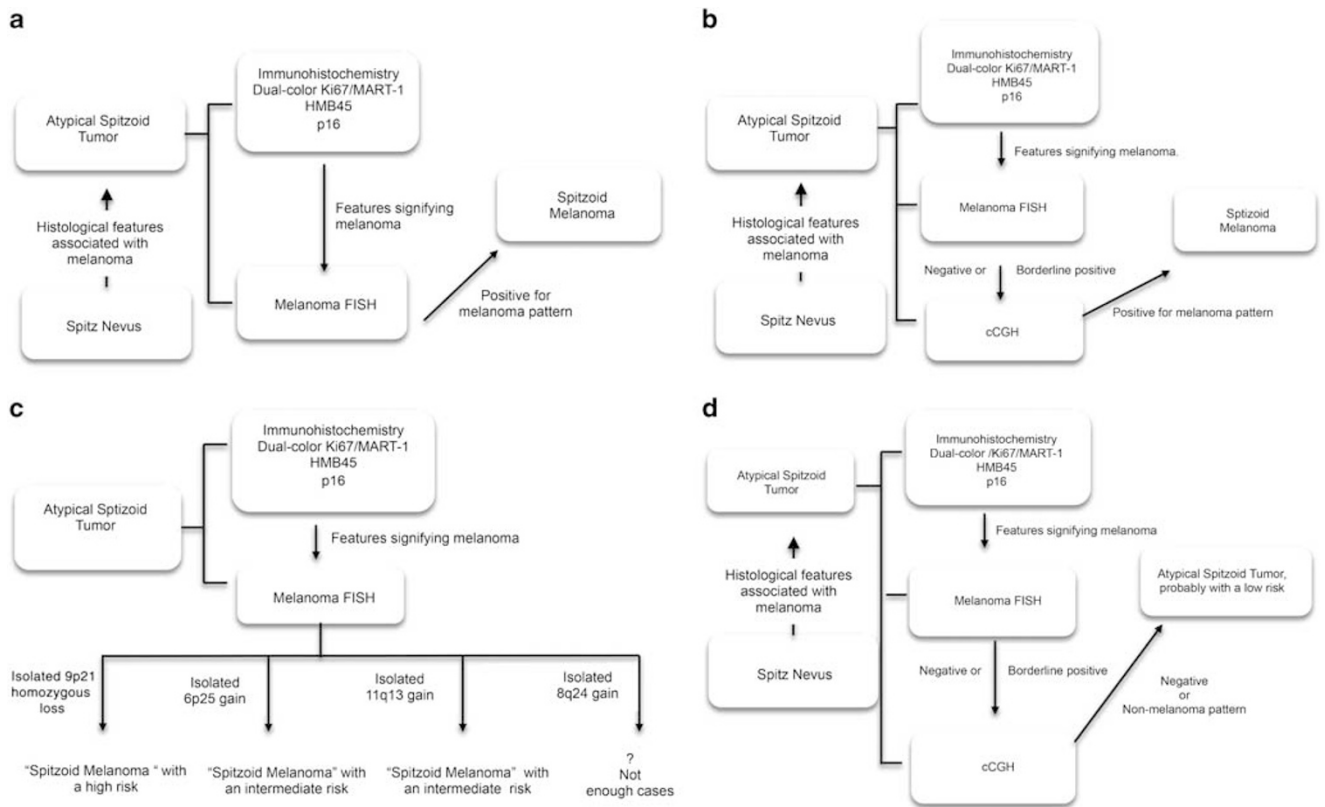 a
Immunohistochemistry
Dual-color Ki67/MART-1
HMB45
p16
Atypical Spitzoid
Tumor
Features signifying
melanoma
Spitzoid
Melanoma
Histological features
associated with
melanoma
Melanoma FISH
Positive for
melanoma pattern
Spitz Nevus
b
Immunohistochemistry
Dual-color Ki67/MART-1
HMB45
p16
Atypical Spitzoid
Tumor
Features signifying melanoma.
Melanoma FISH
Sptizoid
Melanoma
Histological features
associated with
melanoma
Negative or
Borderline positive
Spitz Nevus
cCGH
Positive for melanoma pattern
c
Immunohistochemistry
Dual-color Ki67/MART-1
HMB45
p16
Atypical Sptizoid
Tumor
Features signifying melanoma
Melanoma FISH
Isolated 9p21
homozygous
loss
Isolated
6p25 gain
Isolated
11q13 gain
Isolated
8q24 gain
“Spitzoid Melanoma “ with
a high risk
“Spitzoid Melanoma” with
an intermediate risk
“Spitzoid Melanoma” with
an intermediate risk
?
Not
enough cases
d
Immunohistochemistry
Dual-color /Ki67/MART-1
HMB45
p16
Atypical Spitzoid
Tumor
Features signifying melanoma
Histological features
associated with
melanoma
Melanoma FISH
Atypical Spitzoid Tumor,
probably with a low risk
Spitz Nevus
Negative or
Borderline positive
Negative
or
Non-melanoma pattern
cCGH